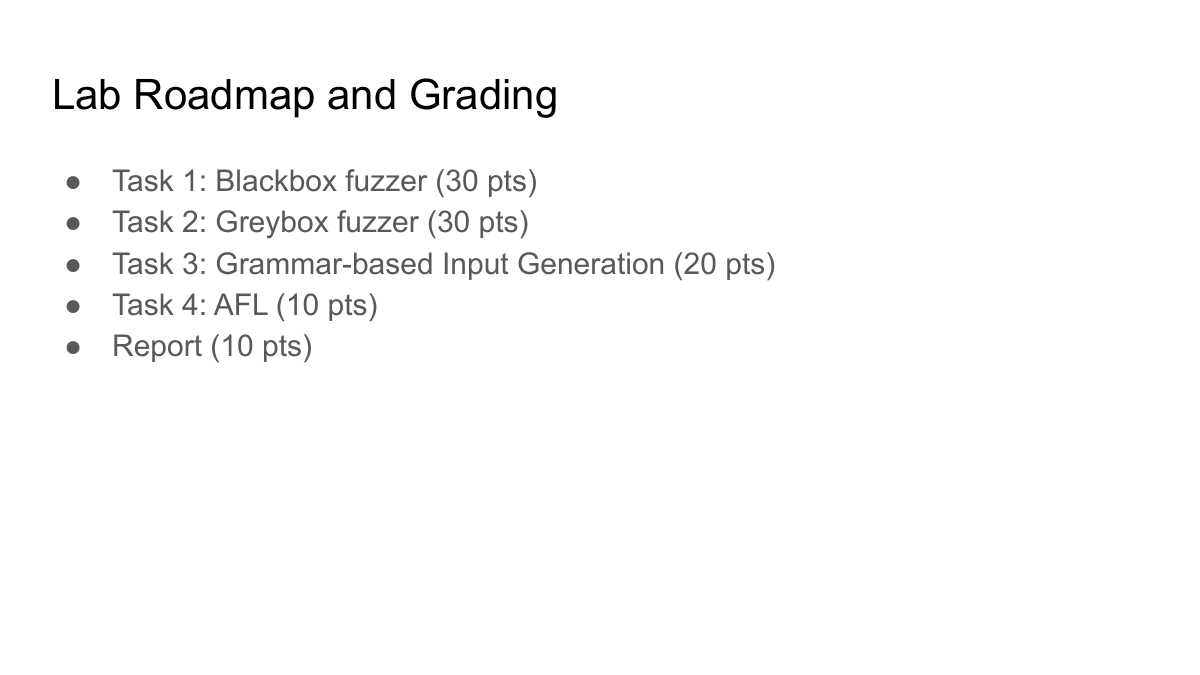 Lab Roadmap and Grading
● Task 1: Blackbox fuzzer (30 pts)
● Task 2: Greybox fuzzer (30 pts)
● Task 3: Grammar-based Input Generation (20 pts)
● Task 4: AFL (10 pts)
● Report (10 pts)